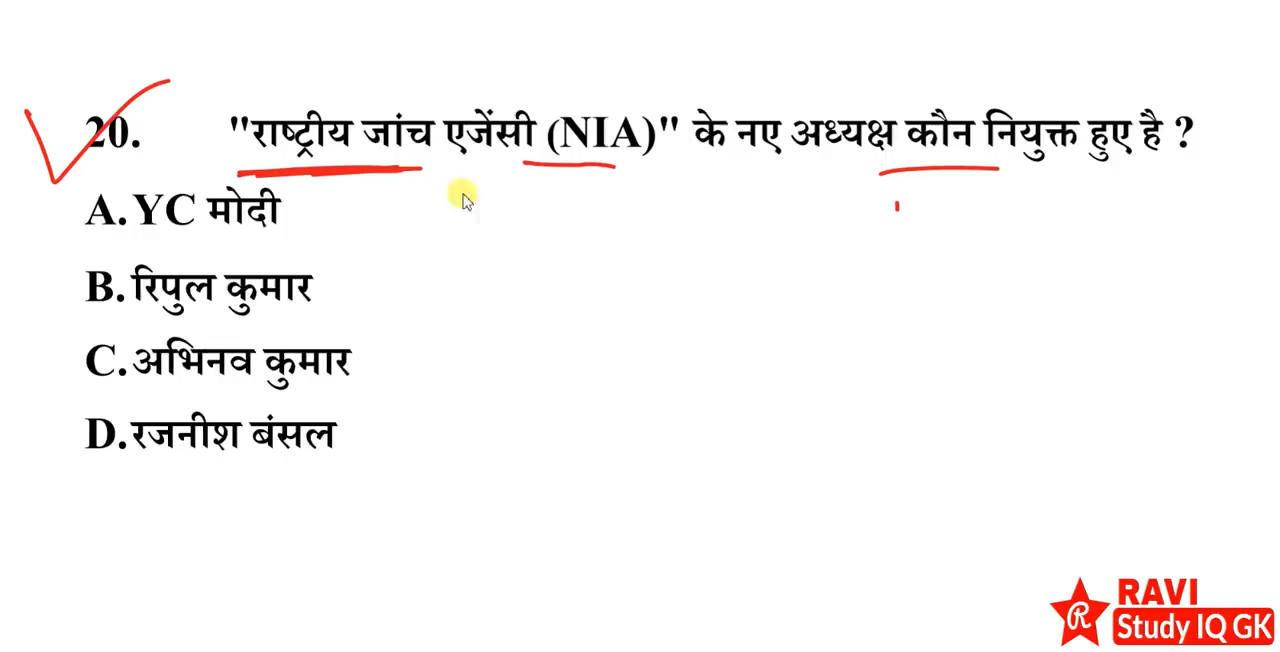 20. "राष्ट्रीय जांच एजेंसी (NIA)" के नए अध्यक्ष कौन नियुक्त हुए है ?
A. YC मोदी
B. रिपुल कुमार
C. अभिनव कुमार
D. रजनीश बंसल
RAVI
R Study IQ GK